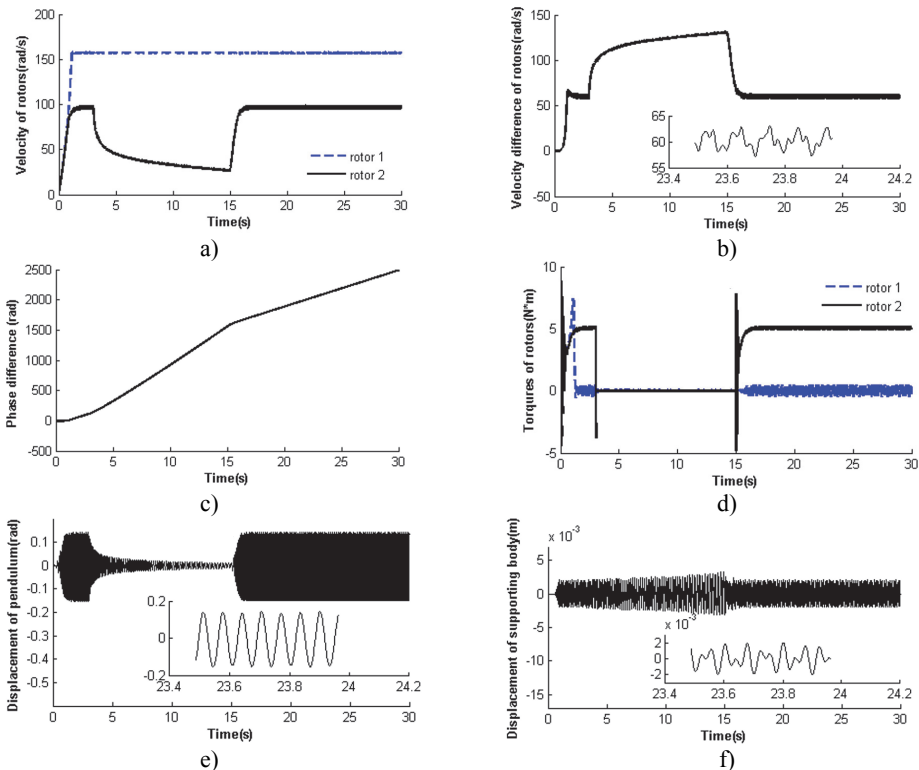 200
150
100
50
0
Velocity of rotors(rad/s)
rotor 1
rotor 2
0 5 10 15 20 25 30
Time(s)
a)
200
150
100
50
0
-50
Velocity difference of rotors(rad/s)
65
60
55
23.4 23.6 23.8 24 24.2
0 5 10 15 20 25 30
Time(s)
b)
2500
2000
1500
1000
500
0
-500
Phase difference (rad)
0 5 10 15 20 25 30
Time(s)
c)
10
5
0
-5
Torqures of rotors(N*m)
rotor 1
rotor 2
0 5 10 15 20 25 30
Time(s)
d)
0.1
0
-0.1
-0.2
-0.3
-0.4
-0.5
Displacement of pendulum(rad)
0.2
0
-0.2
23.4 23.6 23.8 24 24.2
0 5 10 15 20 25 30
Time(s)
e)
x 10⁻³
5
0
-5
-10
-15
Displacement of supporting body(m)
x 10⁻³
2
0
-2
23.4 23.6 23.8 24 24.2
0 5 10 15 20 25 30
Time(s)
f)